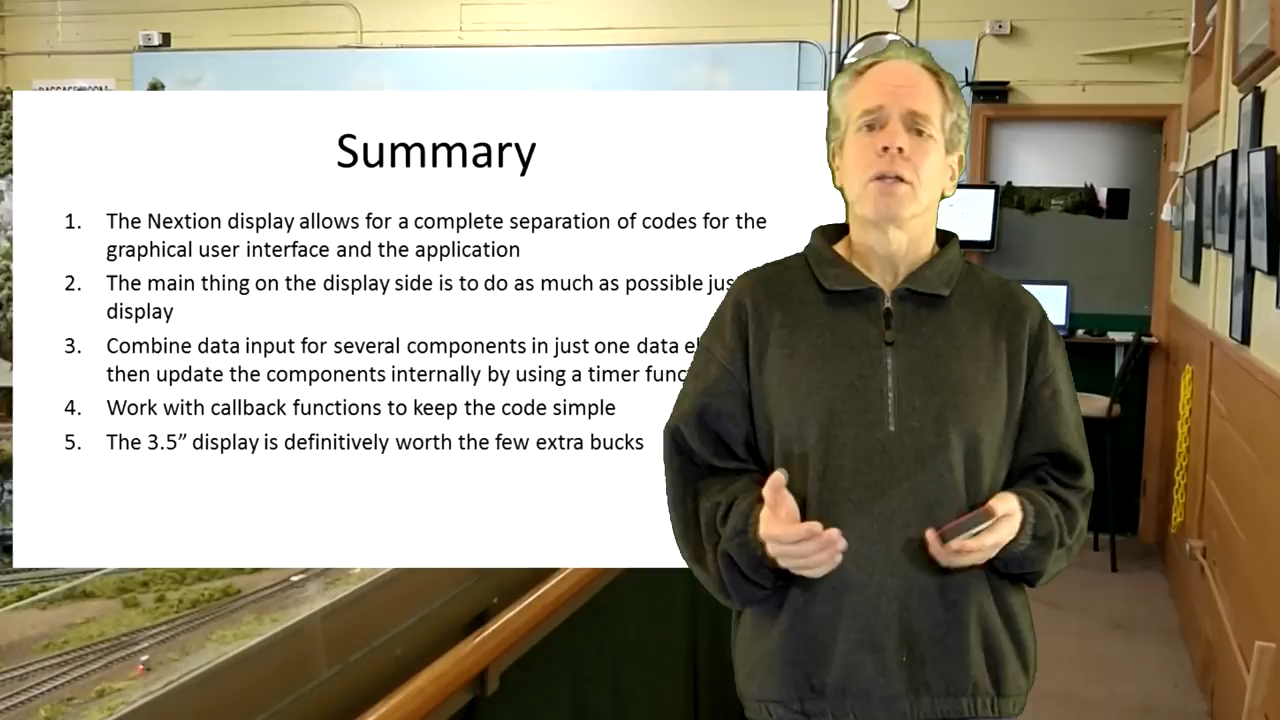 Summary
1. The Nextion display allows for a complete separation of codes for the
graphical user interface and the application
2. The main thing on the display side is to do as much as possible
display
3. Combine data input for several components in just one data
then update the components internally by using a timer
4. Work with callback functions to keep the code simple
5. The 3.5” display is definitively worth the few extra bucks